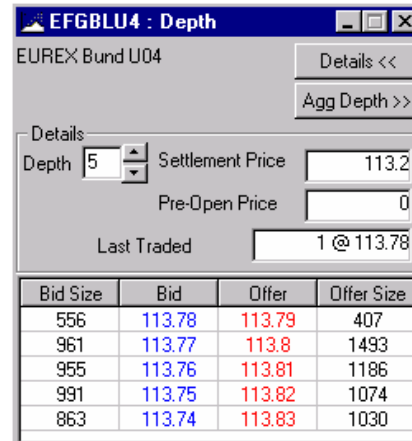 EFGBLU4 : Depth
EUREX Bund U04
Details <<
Agg Depth >>
Details
Depth 5 Settlement Price 113.2
Pre-Open Price 0
Last Traded 1 @ 113.78
Bid Size Bid Offer Offer Size
556 113.78 113.79 407
961 113.77 113.8 1493
955 113.76 113.81 1186
991 113.75 113.82 1074
863 113.74 113.83 1030